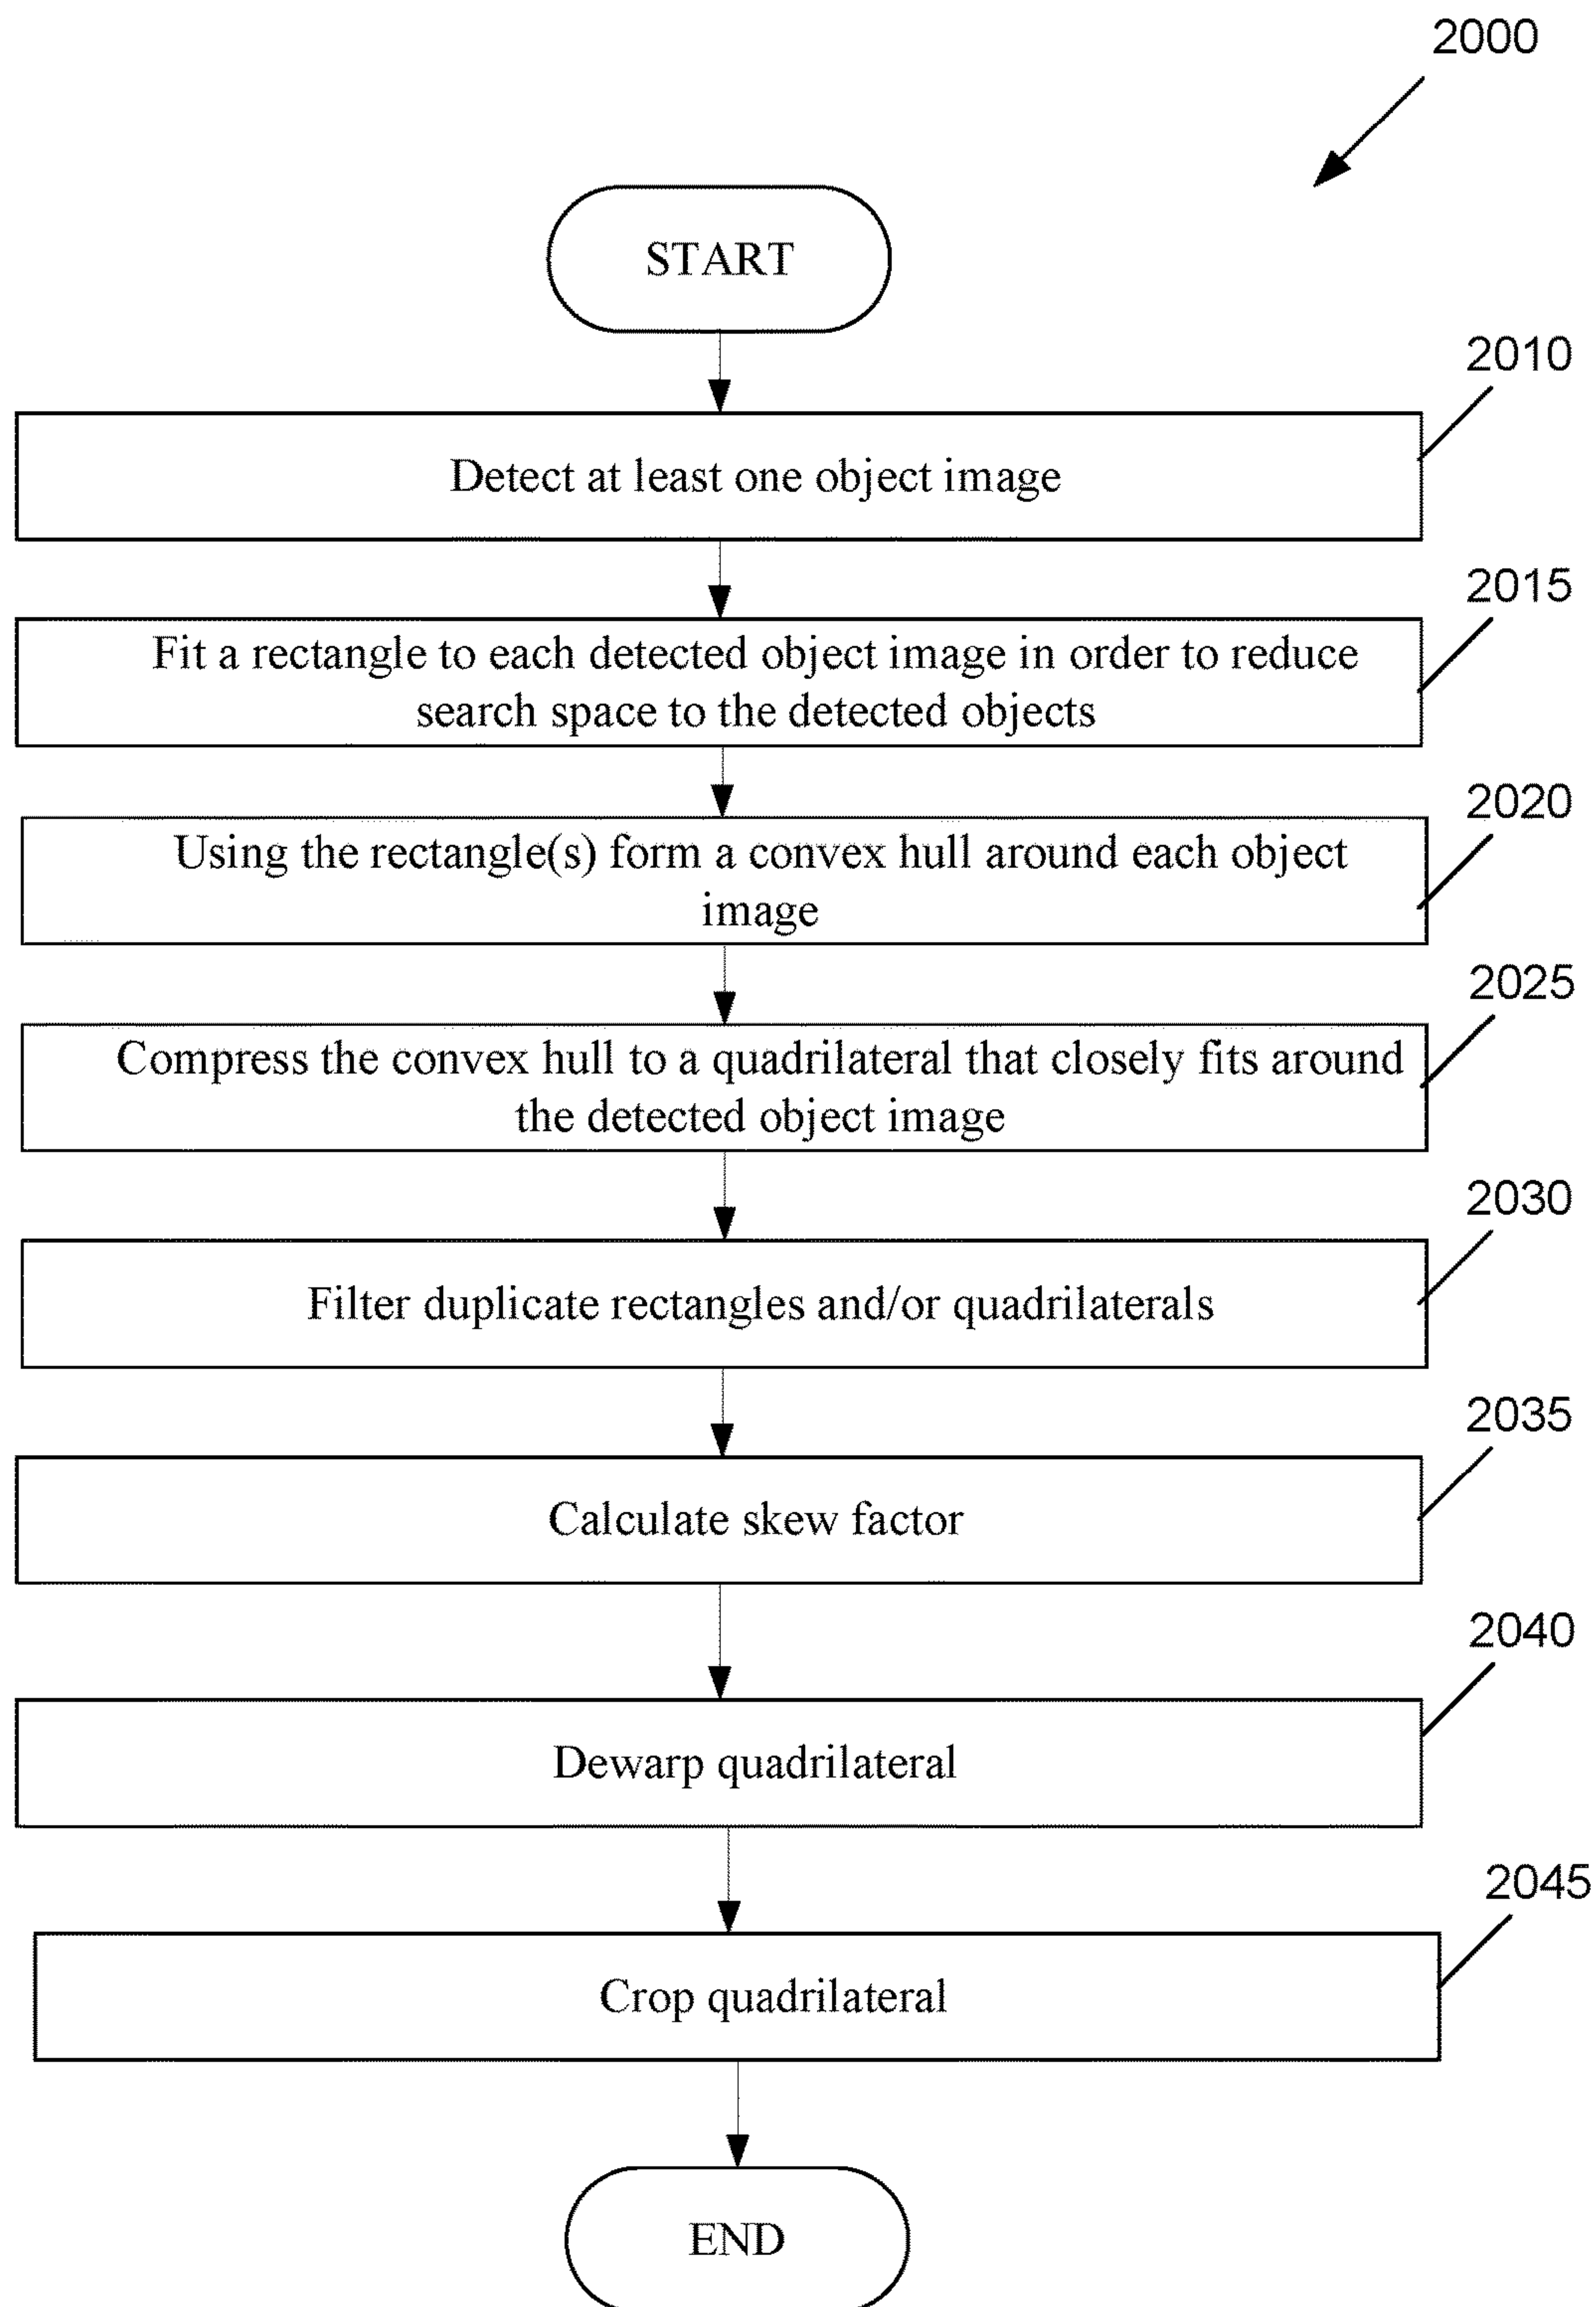 2000
START
2010
Detect at least one object image
2015
Fit a rectangle to each detected object image in order to reduce
search space to the detected objects
2020
Using the rectangle(s) form a convex hull around each object
image
2025
Compress the convex hull to a quadrilateral that closely fits around
the detected object image
2030
Filter duplicate rectangles and/or quadrilaterals
2035
Calculate skew factor
2040
Dewarp quadrilateral
2045
Crop quadrilateral
END